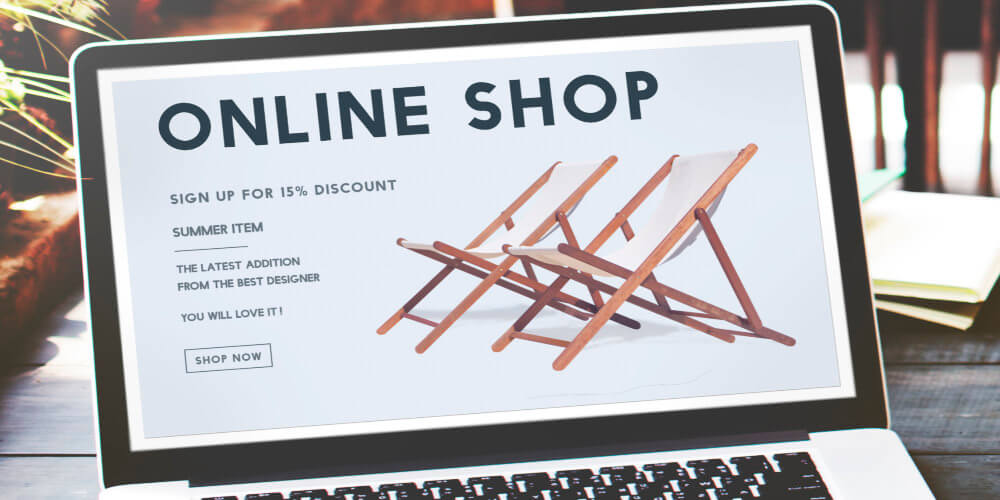 ONLINE SHOP
SIGN UP FOR 15% DISCOUNT
SUMMER ITEM
THE LATEST ADDITION
FROM THE BEST DESIGNER
YOU WILL LOVE IT !
SHOP NOW